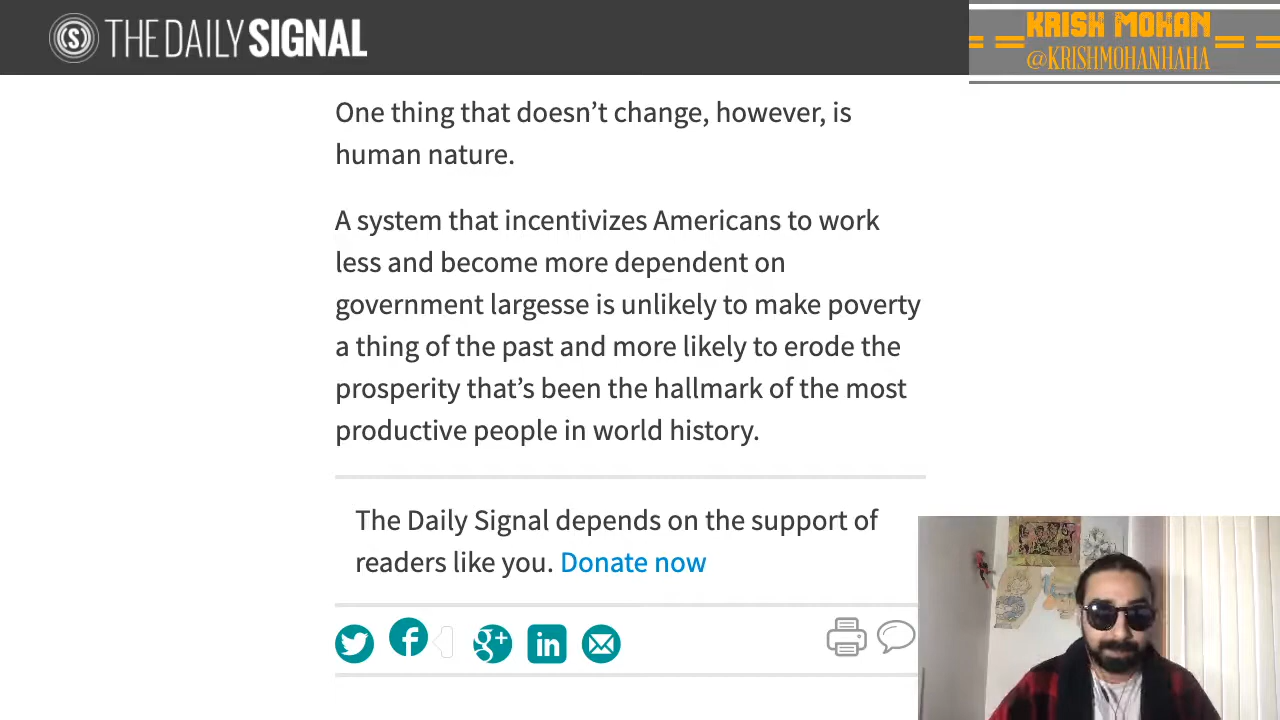 THE DAILY SIGNAL
KRISH MOHAN
@KRISHMOHANHAHA
One thing that doesn’t change, however, is
human nature.
A system that incentivizes Americans to work
less and become more dependent on
government largesse is unlikely to make poverty
a thing of the past and more likely to erode the
prosperity that’s been the hallmark of the most
productive people in world history.
The Daily Signal depends on the support of
readers like you. Donate now